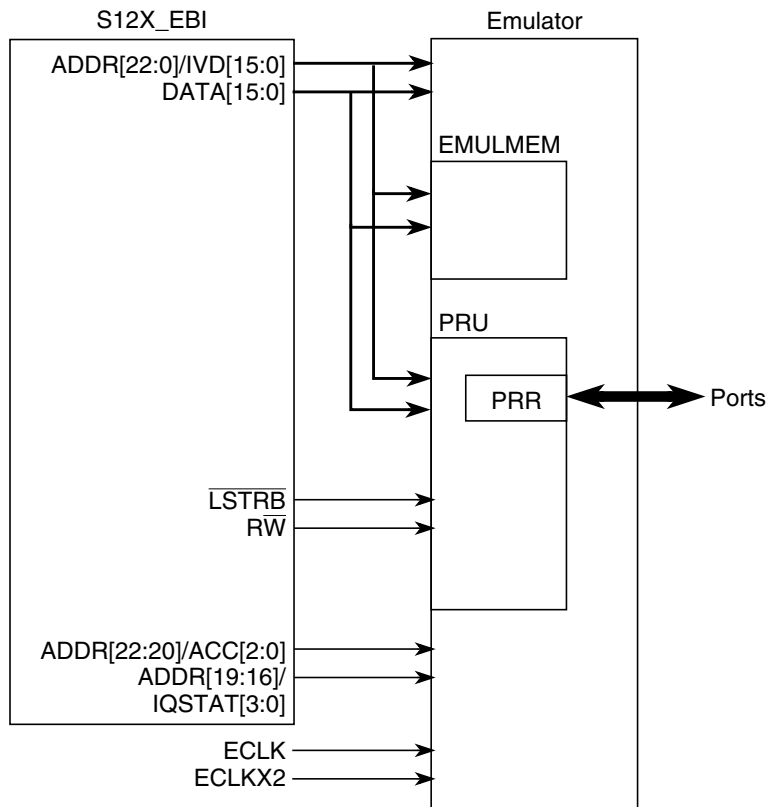 S12X_EBI
Emulator
ADDR[22:0]/IVD[15:0]
DATA[15:0]
EMULMEM
PRU
PRR
Ports
LSTRB
RW
ADDR[22:20]/ACC[2:0]
ADDR[19:16]/
IQSTAT[3:0]
ECLK
ECLKX2